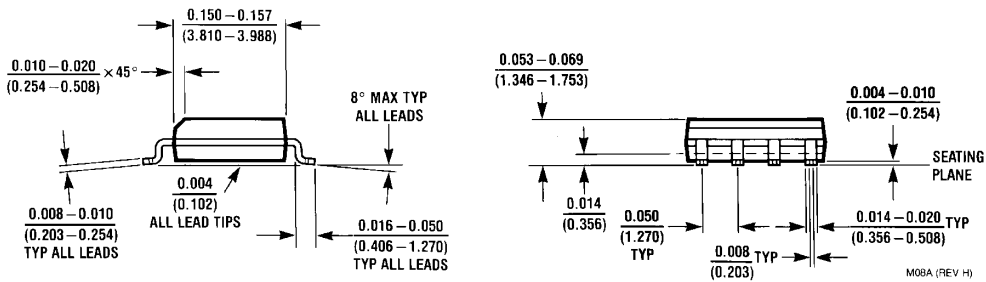 0.150 – 0.157
(3.810 – 3.988)
0.010 – 0.020 × 45°
(0.254 – 0.508)
8° MAX TYP
ALL LEADS
0.004
(0.102)
ALL LEAD TIPS
0.008 – 0.010
(0.203 – 0.254)
TYP ALL LEADS
0.016 – 0.050
(0.406 – 1.270)
TYP ALL LEADS
0.053 – 0.069
(1.346 – 1.753)
0.004 – 0.010
(0.102 – 0.254)
SEATING
PLANE
0.014
(0.356)
0.050
(1.270)
TYP
0.014 – 0.020 TYP
(0.356 – 0.508)
0.008 TYP
(0.203)
M08A (REV H)